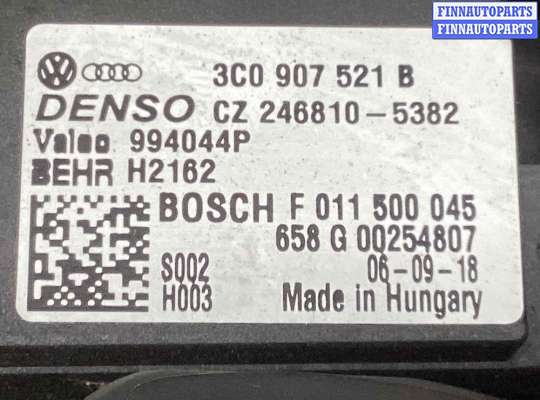 FINNAUTOPARTS
FINNAUTOPARTS
3C0 907 521 B
DENSO CZ 246810-5382
Valeo 994044P
BEHR H2162
BOSCH F 011 500 045
658 G 00254807
S002 06-09-18
H003 Made in Hungary